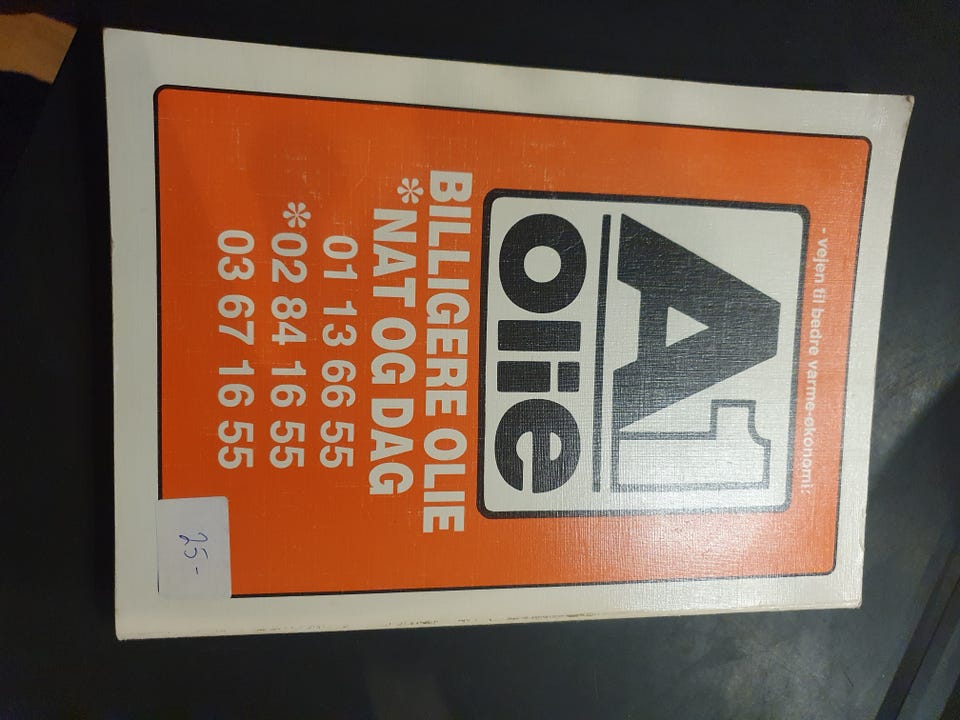 - vejen til bedre varme-økonomi:
A1
olie
BILLIGERE OLIE
*NAT OG DAG
01 13 66 55
*02 84 16 55
03 67 16 55
25-